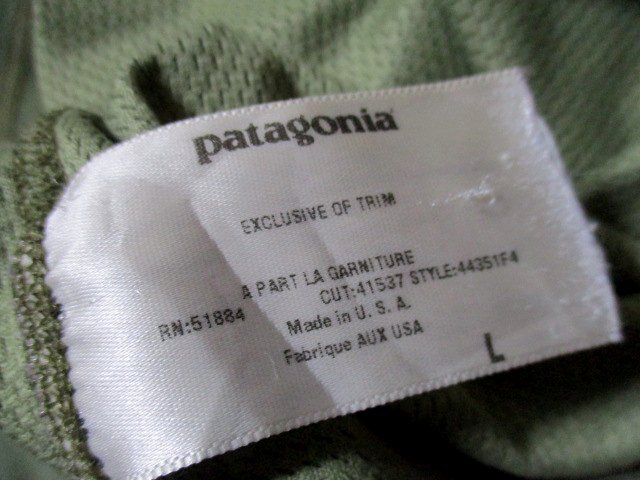 patagonia
EXCLUSIVE OF TRIM
A PART LA GARNITURE
RN:51884 CUT:41537 STYLE:44351F4
Made in U. S. A.
Fabrique AUX USA
L